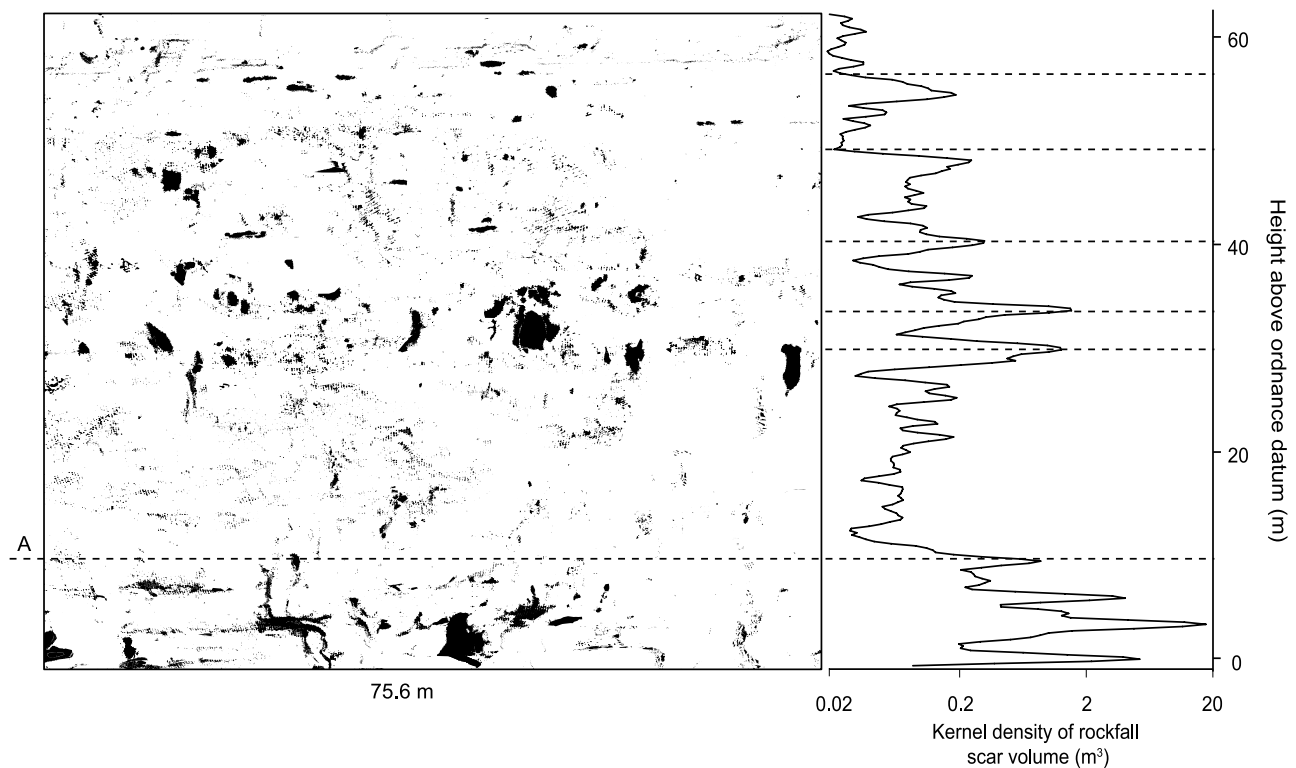 60
40
20
0
Height above ordnance datum (m)
A
75.6 m
0.02 0.2 2 20
Kernel density of rockfall
scar volume (m³)